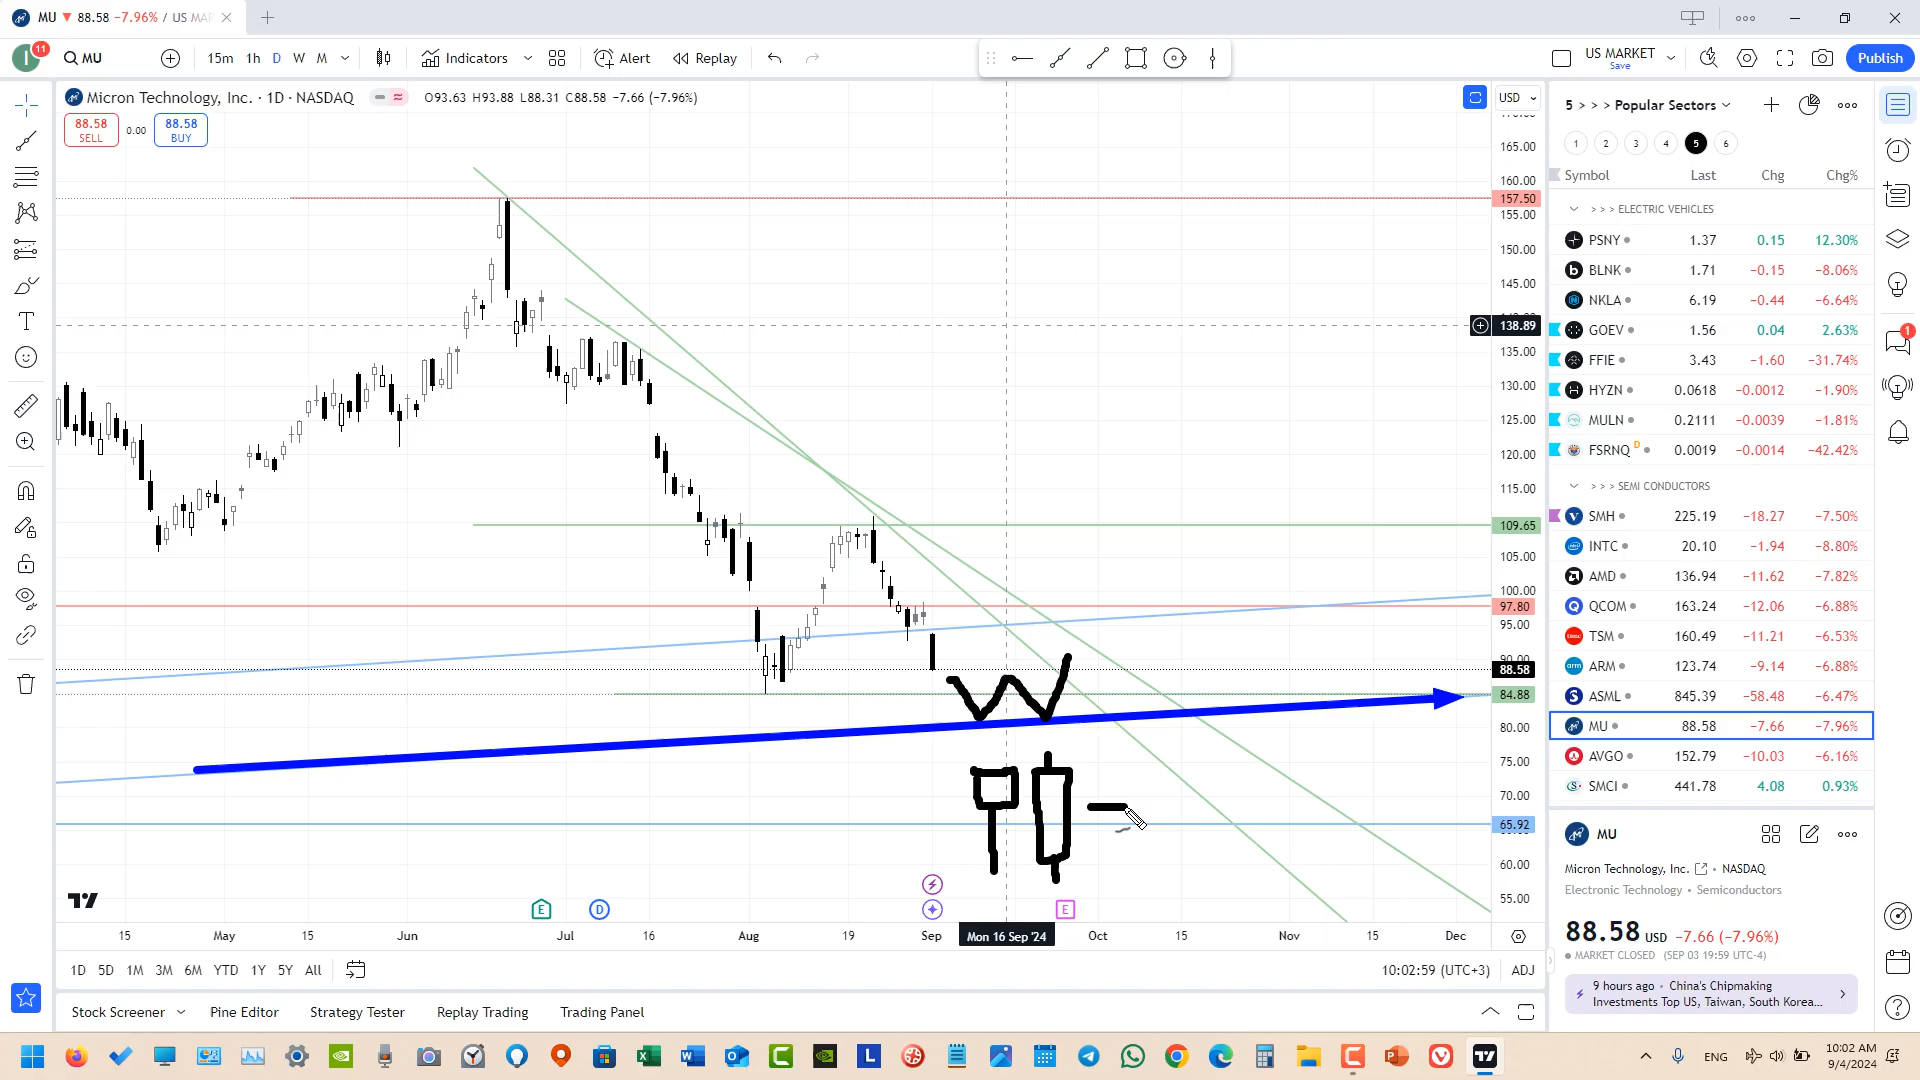 MU ▼ 88.58 −7.96% / US MAR
11
MU
15m 1h D W M
Indicators
Alert
Replay
US MARKET
Save
Publish
Micron Technology, Inc. · 1D · NASDAQ
O93.63 H93.88 L88.31 C88.58 −7.66 (−7.96%)
USD
88.58
SELL
0.00
88.58
BUY
165.00
160.00
157.50
155.00
150.00
145.00
138.89
135.00
130.00
125.00
120.00
115.00
109.65
105.00
100.00
97.80
95.00
90.00
88.58
84.88
80.00
75.00
70.00
65.92
60.00
55.00
E
D
E
15 May 15 Jun Jul 16 Aug 19 Sep Mon 16 Sep '24 Oct 15 Nov 15 Dec
1D 5D 1M 3M 6M YTD 1Y 5Y All
10:02:59 (UTC+3)
ADJ
Stock Screener
Pine Editor
Strategy Tester
Replay Trading
Trading Panel
5 > > > Popular Sectors
1 2 3 4 5 6
Symbol Last Chg Chg%
> > > ELECTRIC VEHICLES
PSNY 1.37 0.15 12.30%
BLNK 1.71 −0.15 −8.06%
NKLA 6.19 −0.44 −6.64%
GOEV 1.56 0.04 2.63%
FFIE 3.43 −1.60 −31.74%
HYZN 0.0618 −0.0012 −1.90%
MULN 0.2111 −0.0039 −1.81%
FSRNQ D 0.0019 −0.0014 −42.42%
> > > SEMI CONDUCTORS
SMH 225.19 −18.27 −7.50%
INTC 20.10 −1.94 −8.80%
AMD 136.94 −11.62 −7.82%
QCOM 163.24 −12.06 −6.88%
TSM 160.49 −11.21 −6.53%
ARM 123.74 −9.14 −6.88%
ASML 845.39 −58.48 −6.47%
MU 88.58 −7.66 −7.96%
AVGO 152.79 −10.03 −6.16%
SMCI 441.78 4.08 0.93%
MU
Micron Technology, Inc. • NASDAQ
Electronic Technology • Semiconductors
88.58 USD −7.66 (−7.96%)
MARKET CLOSED (SEP 03 19:59 UTC-4)
9 hours ago • China's Chipmaking
Investments Top US, Taiwan, South Korea...
1
ENG
10:02 AM
9/4/2024